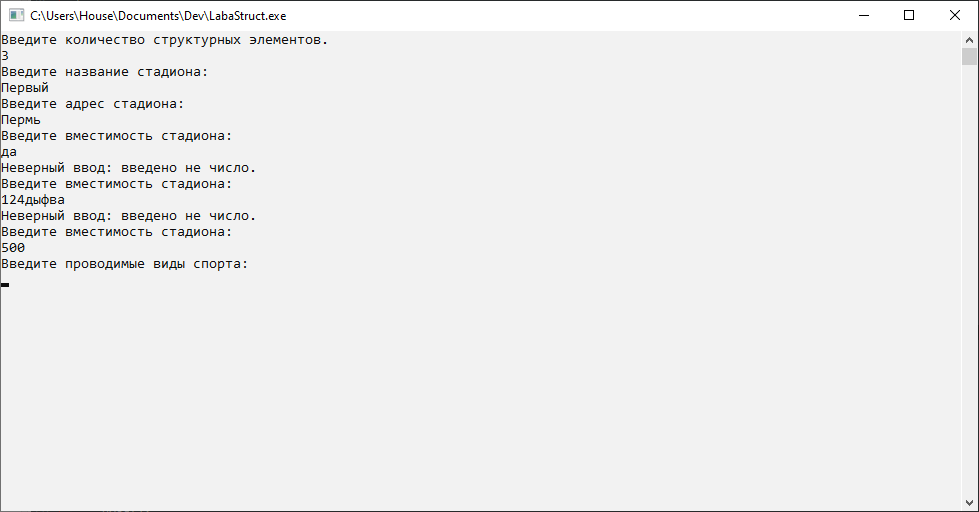 C:\Users\House\Documents\Dev\LabaStruct.exe
Введите количество структурных элементов.
3
Введите название стадиона:
Первый
Введите адрес стадиона:
Пермь
Введите вместимость стадиона:
да
Неверный ввод: введено не число.
Введите вместимость стадиона:
124дыфва
Неверный ввод: введено не число.
Введите вместимость стадиона:
500
Введите проводимые виды спорта: